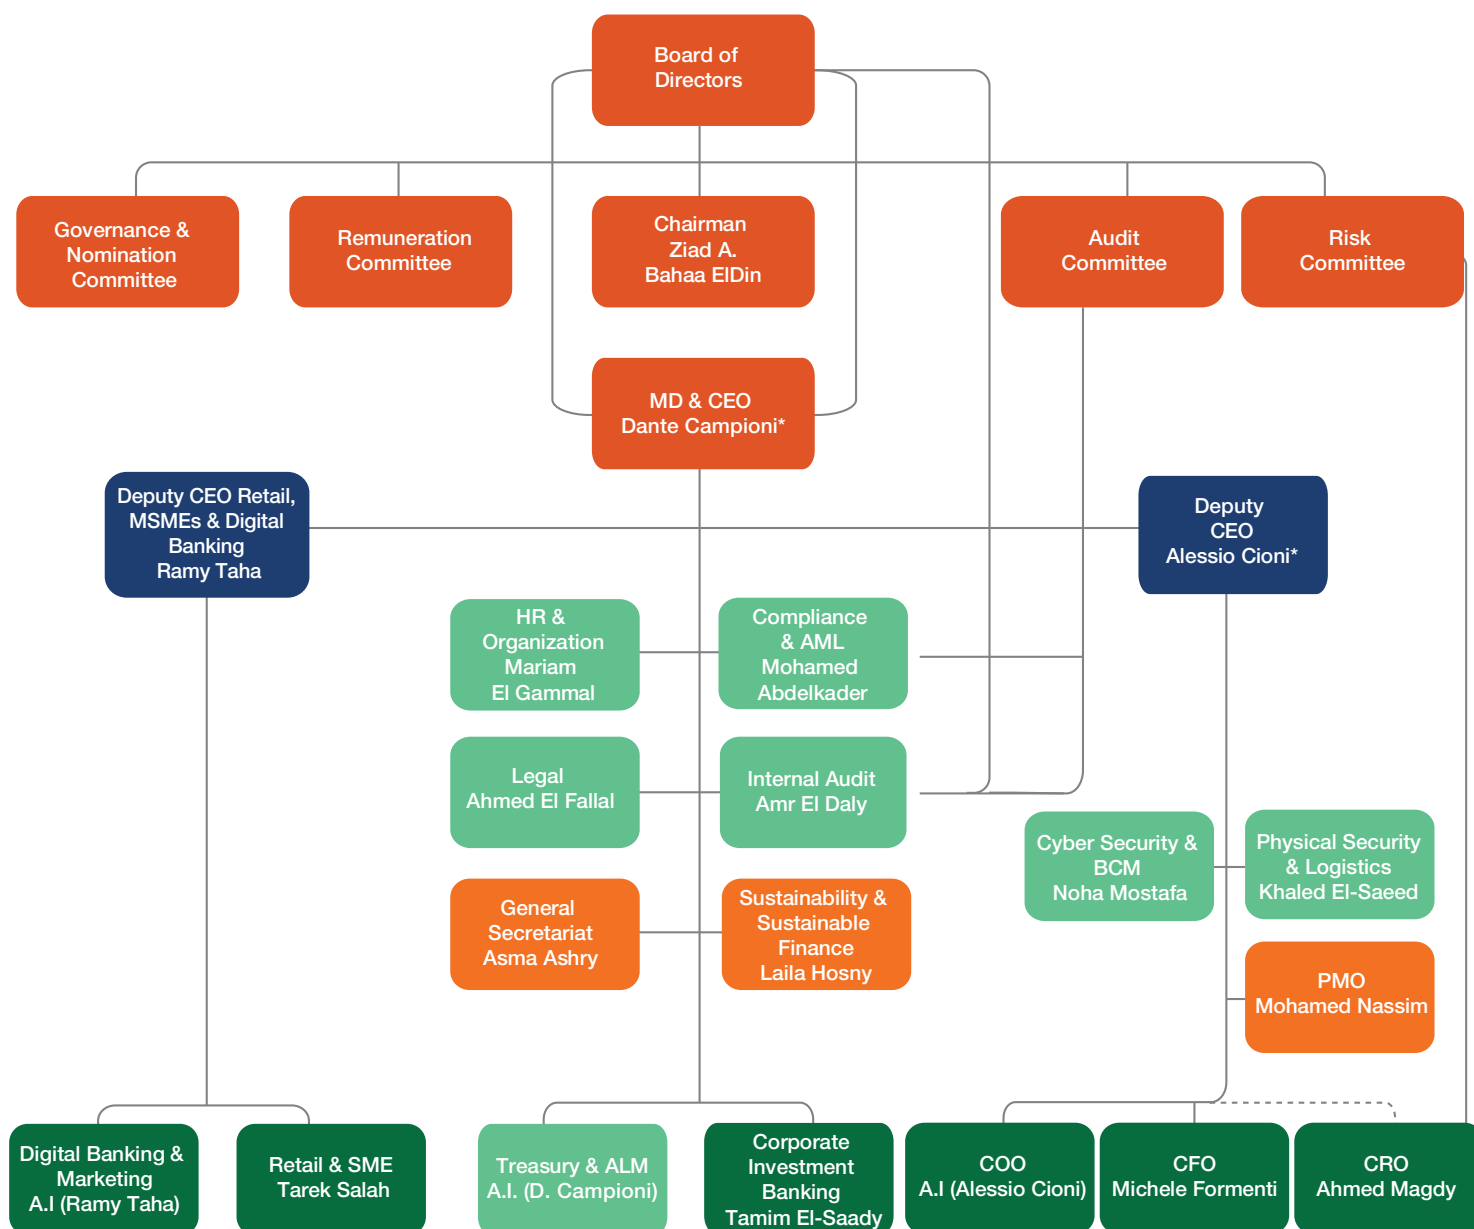 Board of
Directors
Governance &
Nomination
Committee
Remuneration
Committee
Chairman
Ziad A.
Bahaa ElDin
Audit
Committee
Risk
Committee
MD & CEO
Dante Campioni*
Deputy CEO Retail,
MSMEs & Digital
Banking
Ramy Taha
Deputy
CEO
Alessio Cioni*
HR &
Organization
Mariam
El Gammal
Compliance
& AML
Mohamed
Abdelkader
Legal
Ahmed El Fallal
Internal Audit
Amr El Daly
Cyber Security &
BCM
Noha Mostafa
Physical Security
& Logistics
Khaled El-Saeed
General
Secretariat
Asma Ashry
Sustainability &
Sustainable
Finance
Laila Hosny
PMO
Mohamed Nassim
Digital Banking &
Marketing
A.I (Ramy Taha)
Retail & SME
Tarek Salah
Treasury & ALM
A.I. (D. Campioni)
Corporate
Investment
Banking
Tamim El-Saady
COO
A.I (Alessio Cioni)
CFO
Michele Formenti
CRO
Ahmed Magdy